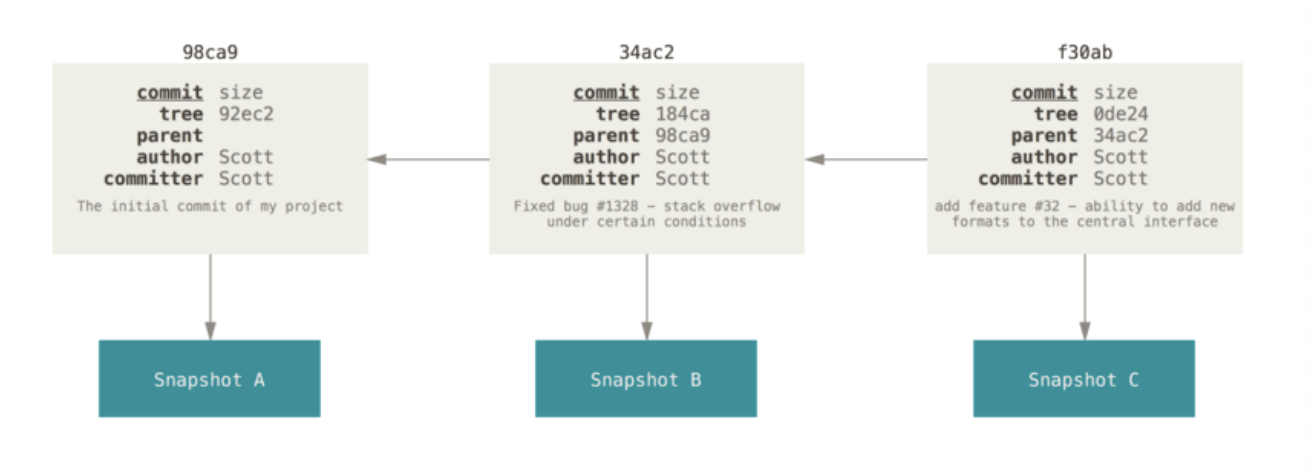 98ca9
commit size
tree 92ec2
parent
author Scott
committer Scott
The initial commit of my project
34ac2
commit size
tree 184ca
parent 98ca9
author Scott
committer Scott
Fixed bug #1328 – stack overflow
under certain conditions
f30ab
commit size
tree 0de24
parent 34ac2
author Scott
committer Scott
add feature #32 – ability to add new
formats to the central interface
Snapshot A
Snapshot B
Snapshot C